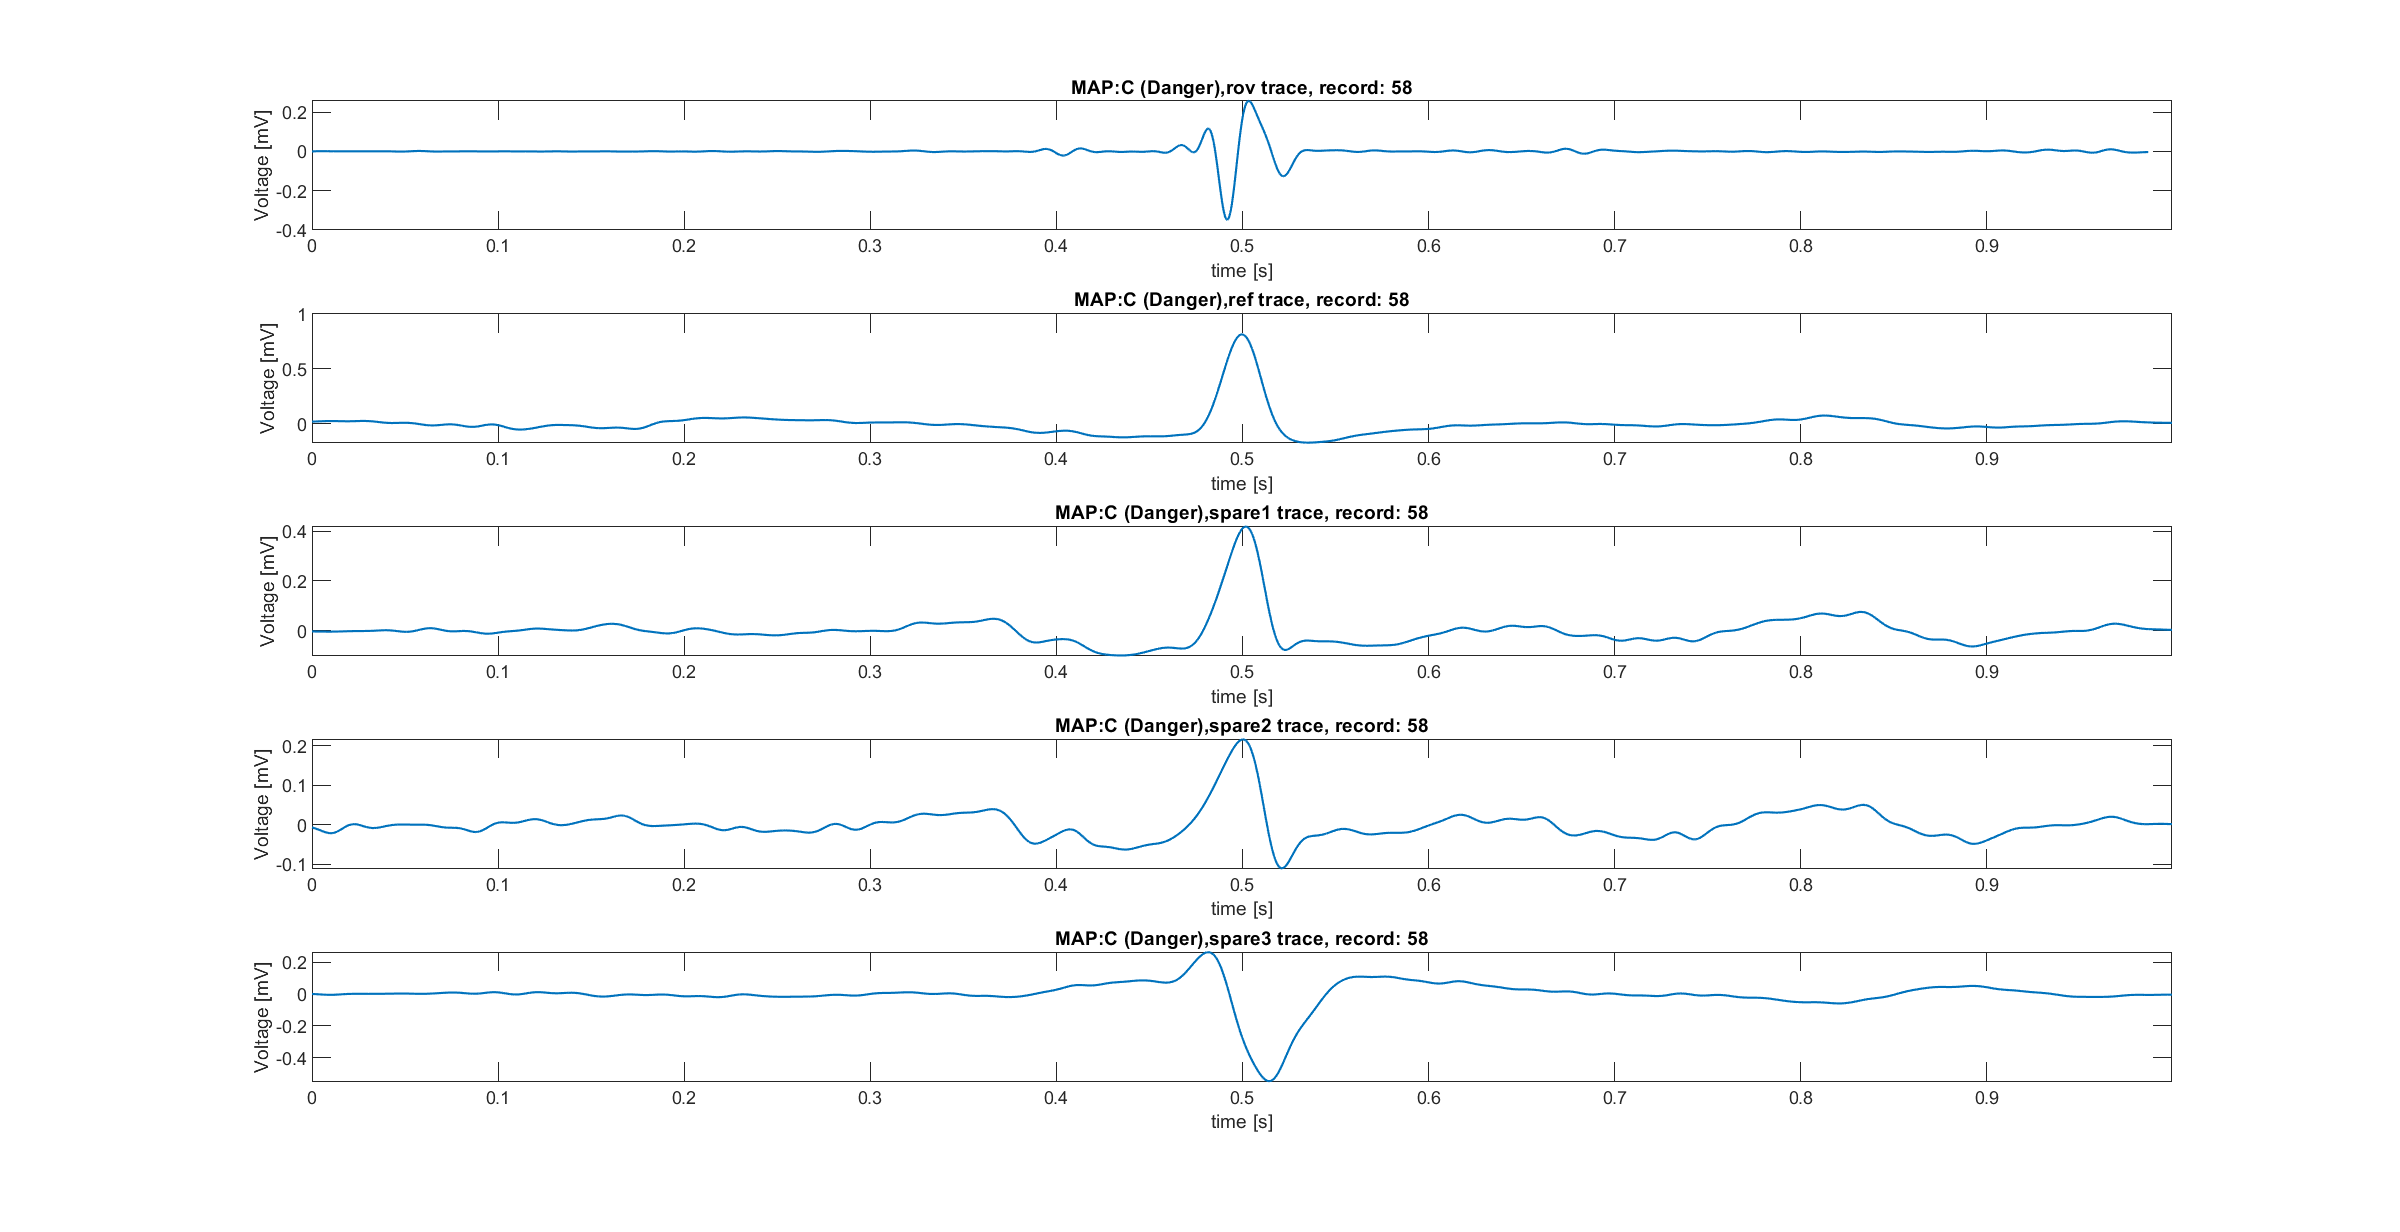 MAP:C (Danger),rov trace, record: 58
Voltage [mV]
0.2
0
-0.2
-0.4
0 0.1 0.2 0.3 0.4 0.5 0.6 0.7 0.8 0.9
time [s]
MAP:C (Danger),ref trace, record: 58
Voltage [mV]
1
0.5
0
0 0.1 0.2 0.3 0.4 0.5 0.6 0.7 0.8 0.9
time [s]
MAP:C (Danger),spare1 trace, record: 58
Voltage [mV]
0.4
0.2
0
0 0.1 0.2 0.3 0.4 0.5 0.6 0.7 0.8 0.9
time [s]
MAP:C (Danger),spare2 trace, record: 58
Voltage [mV]
0.2
0.1
0
-0.1
0 0.1 0.2 0.3 0.4 0.5 0.6 0.7 0.8 0.9
time [s]
MAP:C (Danger),spare3 trace, record: 58
Voltage [mV]
0.2
0
-0.2
-0.4
0 0.1 0.2 0.3 0.4 0.5 0.6 0.7 0.8 0.9
time [s]